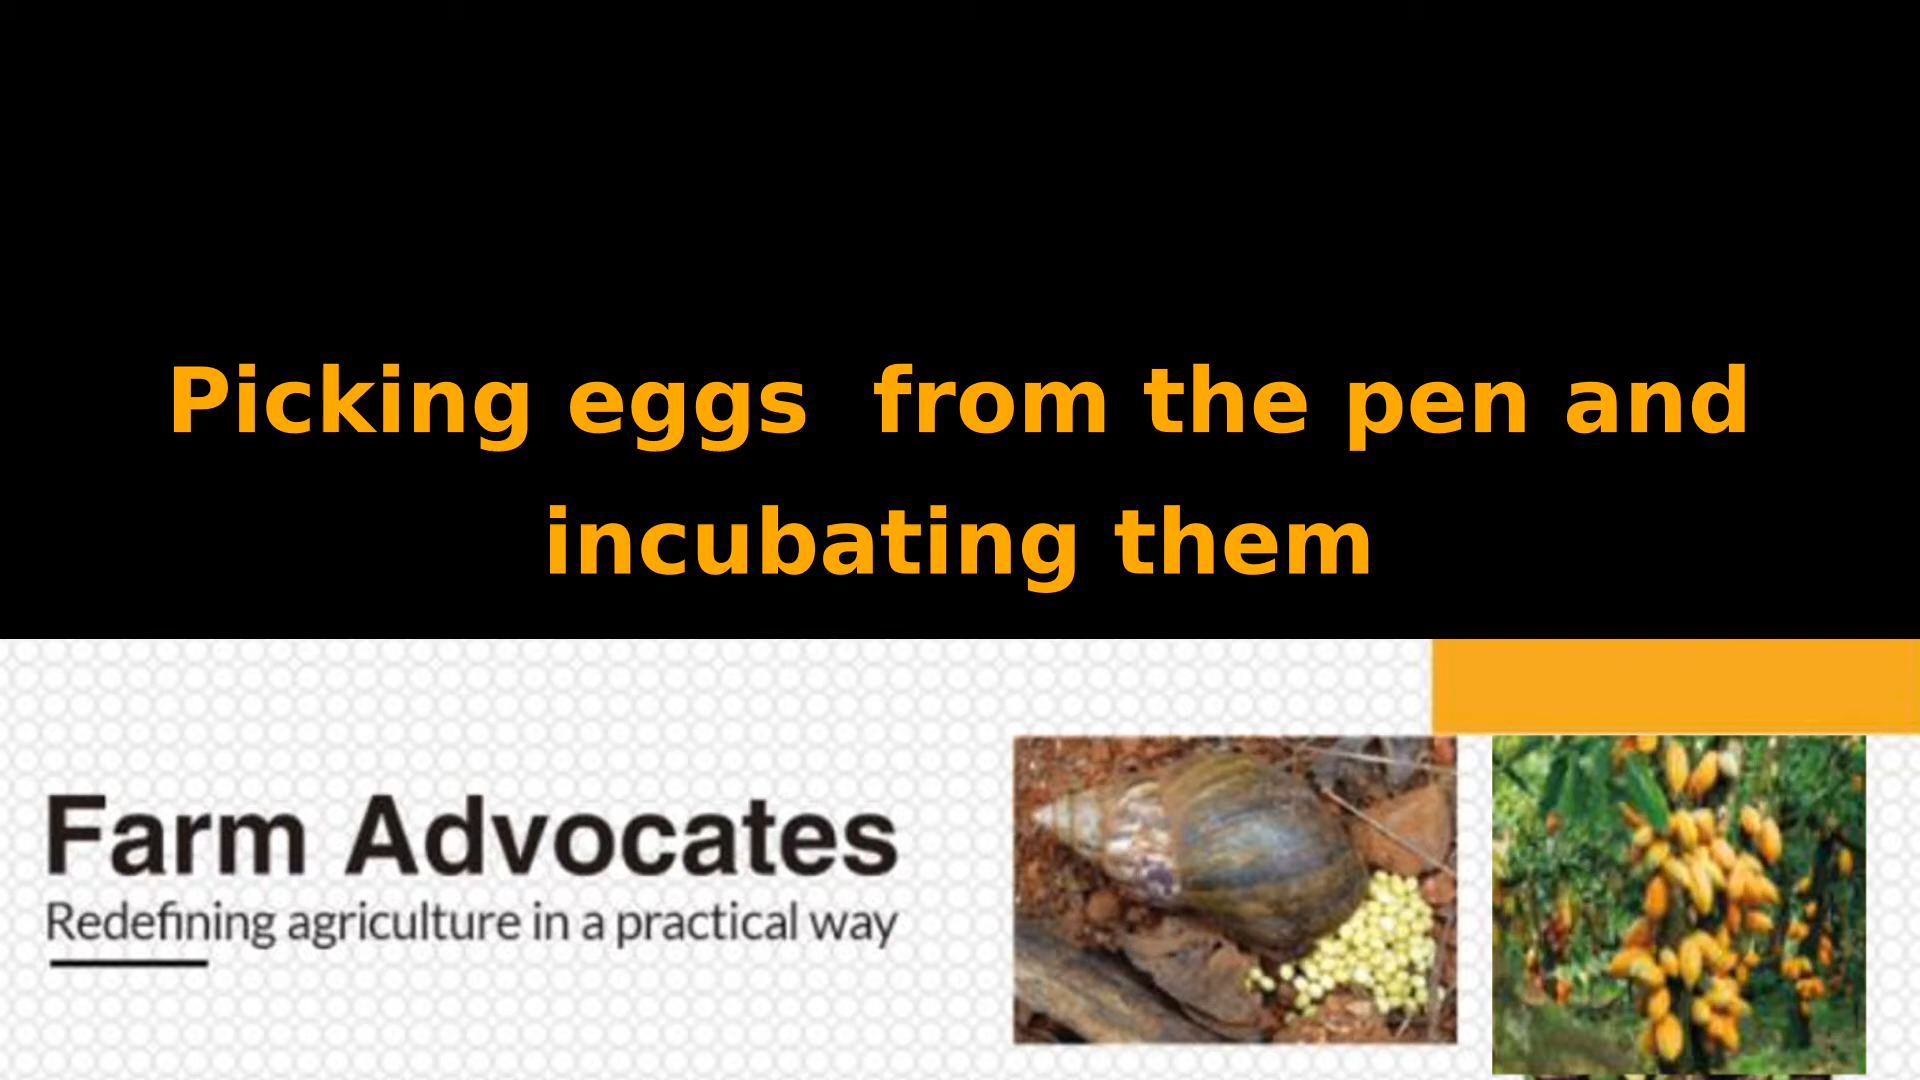 Picking eggs  from the pen and
incubating them
Farm Advocates
Redefining agriculture in a practical way